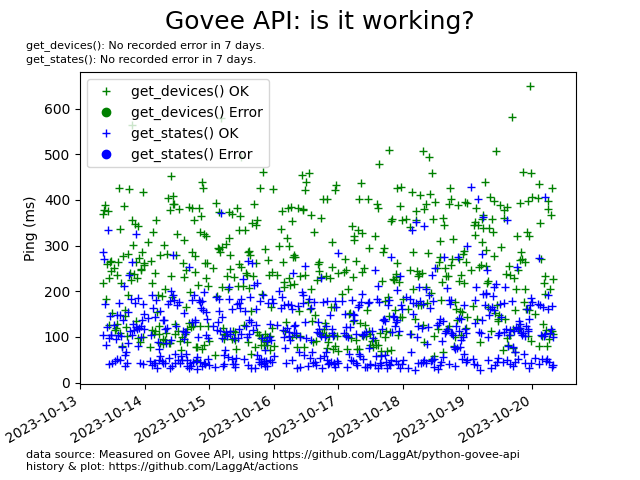 Govee API: is it working?
get_devices(): No recorded error in 7 days.
get_states(): No recorded error in 7 days.
get_devices() OK
get_devices() Error
get_states() OK
get_states() Error
Ping (ms)
600
500
400
300
200
100
0
2023-10-13
2023-10-14
2023-10-15
2023-10-16
2023-10-17
2023-10-18
2023-10-19
2023-10-20
data source: Measured on Govee API, using https://github.com/LaggAt/python-govee-api
history & plot: https://github.com/LaggAt/actions